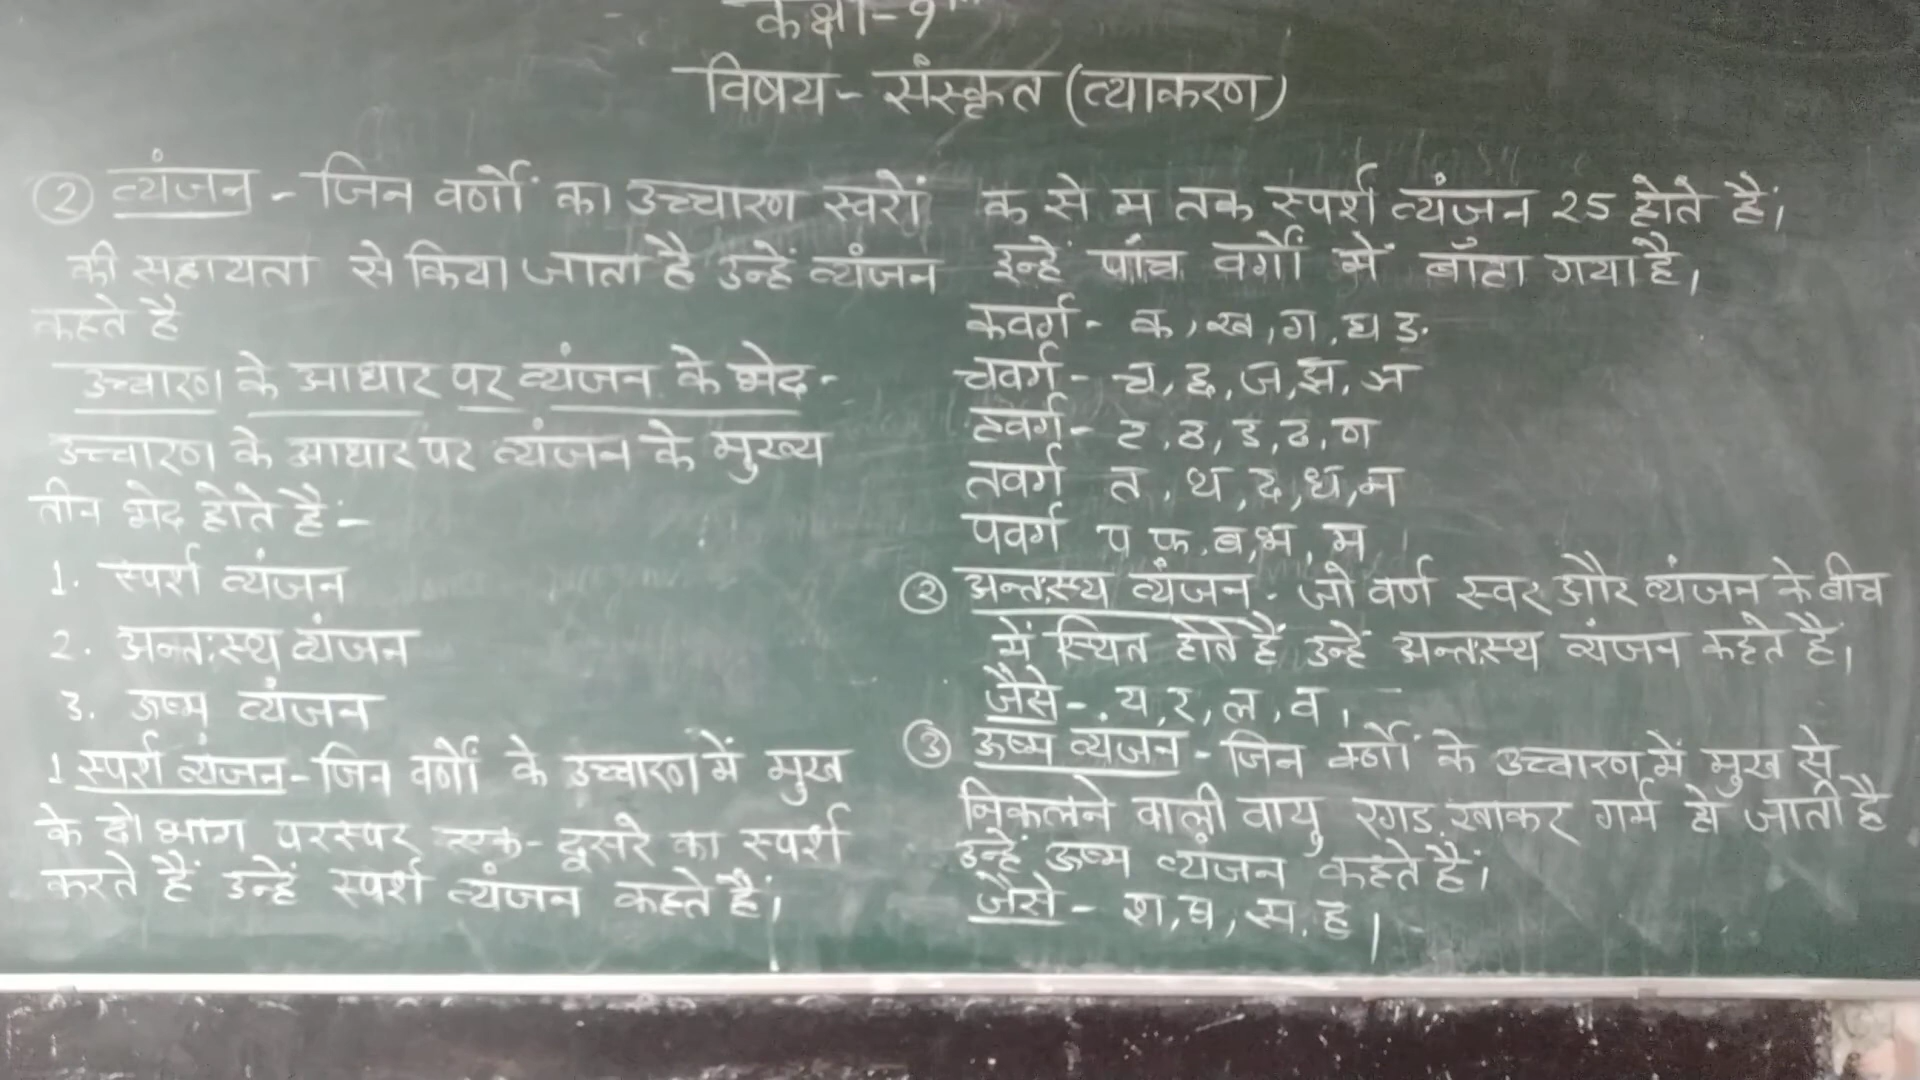 कक्षा-9
विषय- संस्कृत (व्याकरण)
② व्यंजन - जिन वर्णों का उच्चारण स्वरों
की सहायता से किया जाता है उन्हें व्यंजन
कहते है
उच्चारण के आधार पर व्यंजन के भेद-
उच्चारण के आधार पर व्यंजन के मुख्य
तीन भेद होते हैं:-
1. स्पर्श व्यंजन
2. अन्तःस्थ व्यंजन
3. ऊष्म व्यंजन
1 स्पर्श व्यंजन- जिन वर्णों के उच्चारण में मुख
के दो भाग परस्पर एक-दूसरे का स्पर्श
करते हैं उन्हें स्पर्श व्यंजन कहते हैं।
क से म तक स्पर्श व्यंजन 25 होते हैं।
इन्हें पांच वर्गों में बाँटा गया है।
कवर्ग- क, ख, ग, घ ङ
चवर्ग- च, छ, ज, झ, ञ
टवर्ग- ट, ठ, ड, ढ, ण
तवर्ग त, थ, द, ध, न
पवर्ग प फ, ब, भ, म
② अन्तःस्थ व्यंजन- जो वर्ण स्वर और व्यंजन के बीच
में स्थित होते हैं उन्हें अन्तःस्थ व्यंजन कहते हैं।
जैसे- य, र, ल, व।
③ ऊष्म व्यंजन - जिन वर्णों के उच्चारण में मुख से
निकलने वाली वायु रगड़ खाकर गर्म हो जाती है
उन्हें ऊष्म व्यंजन कहते हैं।
जैसे - श, ष, स, ह।